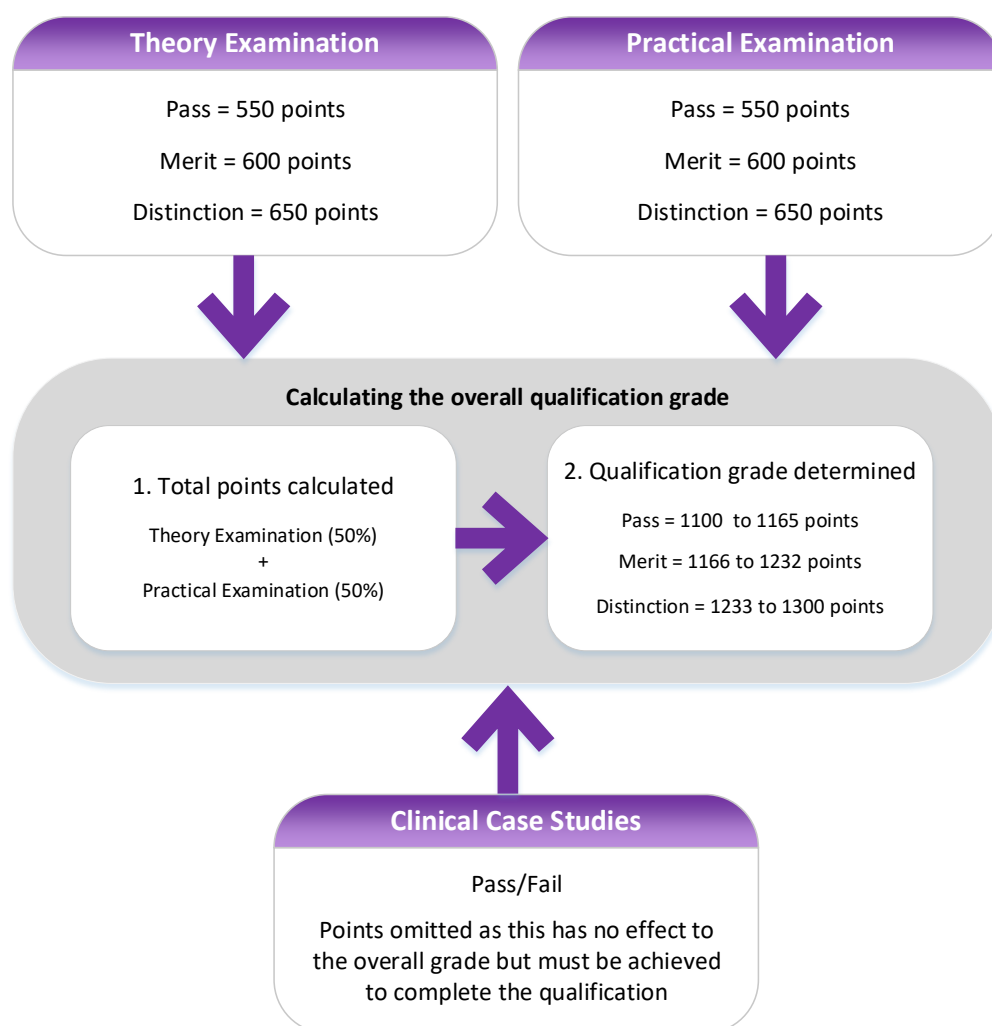 Theory Examination
Pass = 550 points
Merit = 600 points
Distinction = 650 points
Practical Examination
Pass = 550 points
Merit = 600 points
Distinction = 650 points
Calculating the overall qualification grade
1. Total points calculated
Theory Examination (50%)
+
Practical Examination (50%)
2. Qualification grade determined
Pass = 1100 to 1165 points
Merit = 1166 to 1232 points
Distinction = 1233 to 1300 points
Clinical Case Studies
Pass/Fail
Points omitted as this has no effect to
the overall grade but must be achieved
to complete the qualification